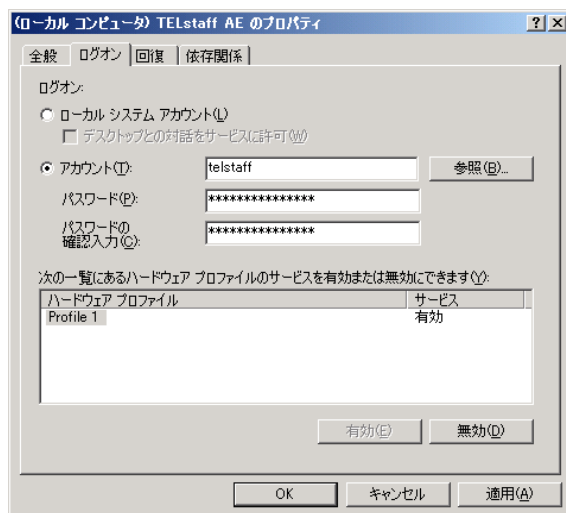 (ローカル コンピュータ) TELstaff AE のプロパティ
全般 ログオン 回復 依存関係
ログオン:
ローカル システム アカウント(L)
デスクトップとの対話をサービスに許可(W)
アカウント(T): telstaff 参照(B)...
パスワード(P): ***************
パスワードの
確認入力(C): ***************
次の一覧にあるハードウェア プロファイルのサービスを有効または無効にできます(Y):
ハードウェア プロファイル サービス
Profile 1 有効
有効(E) 無効(D)
OK キャンセル 適用(A)